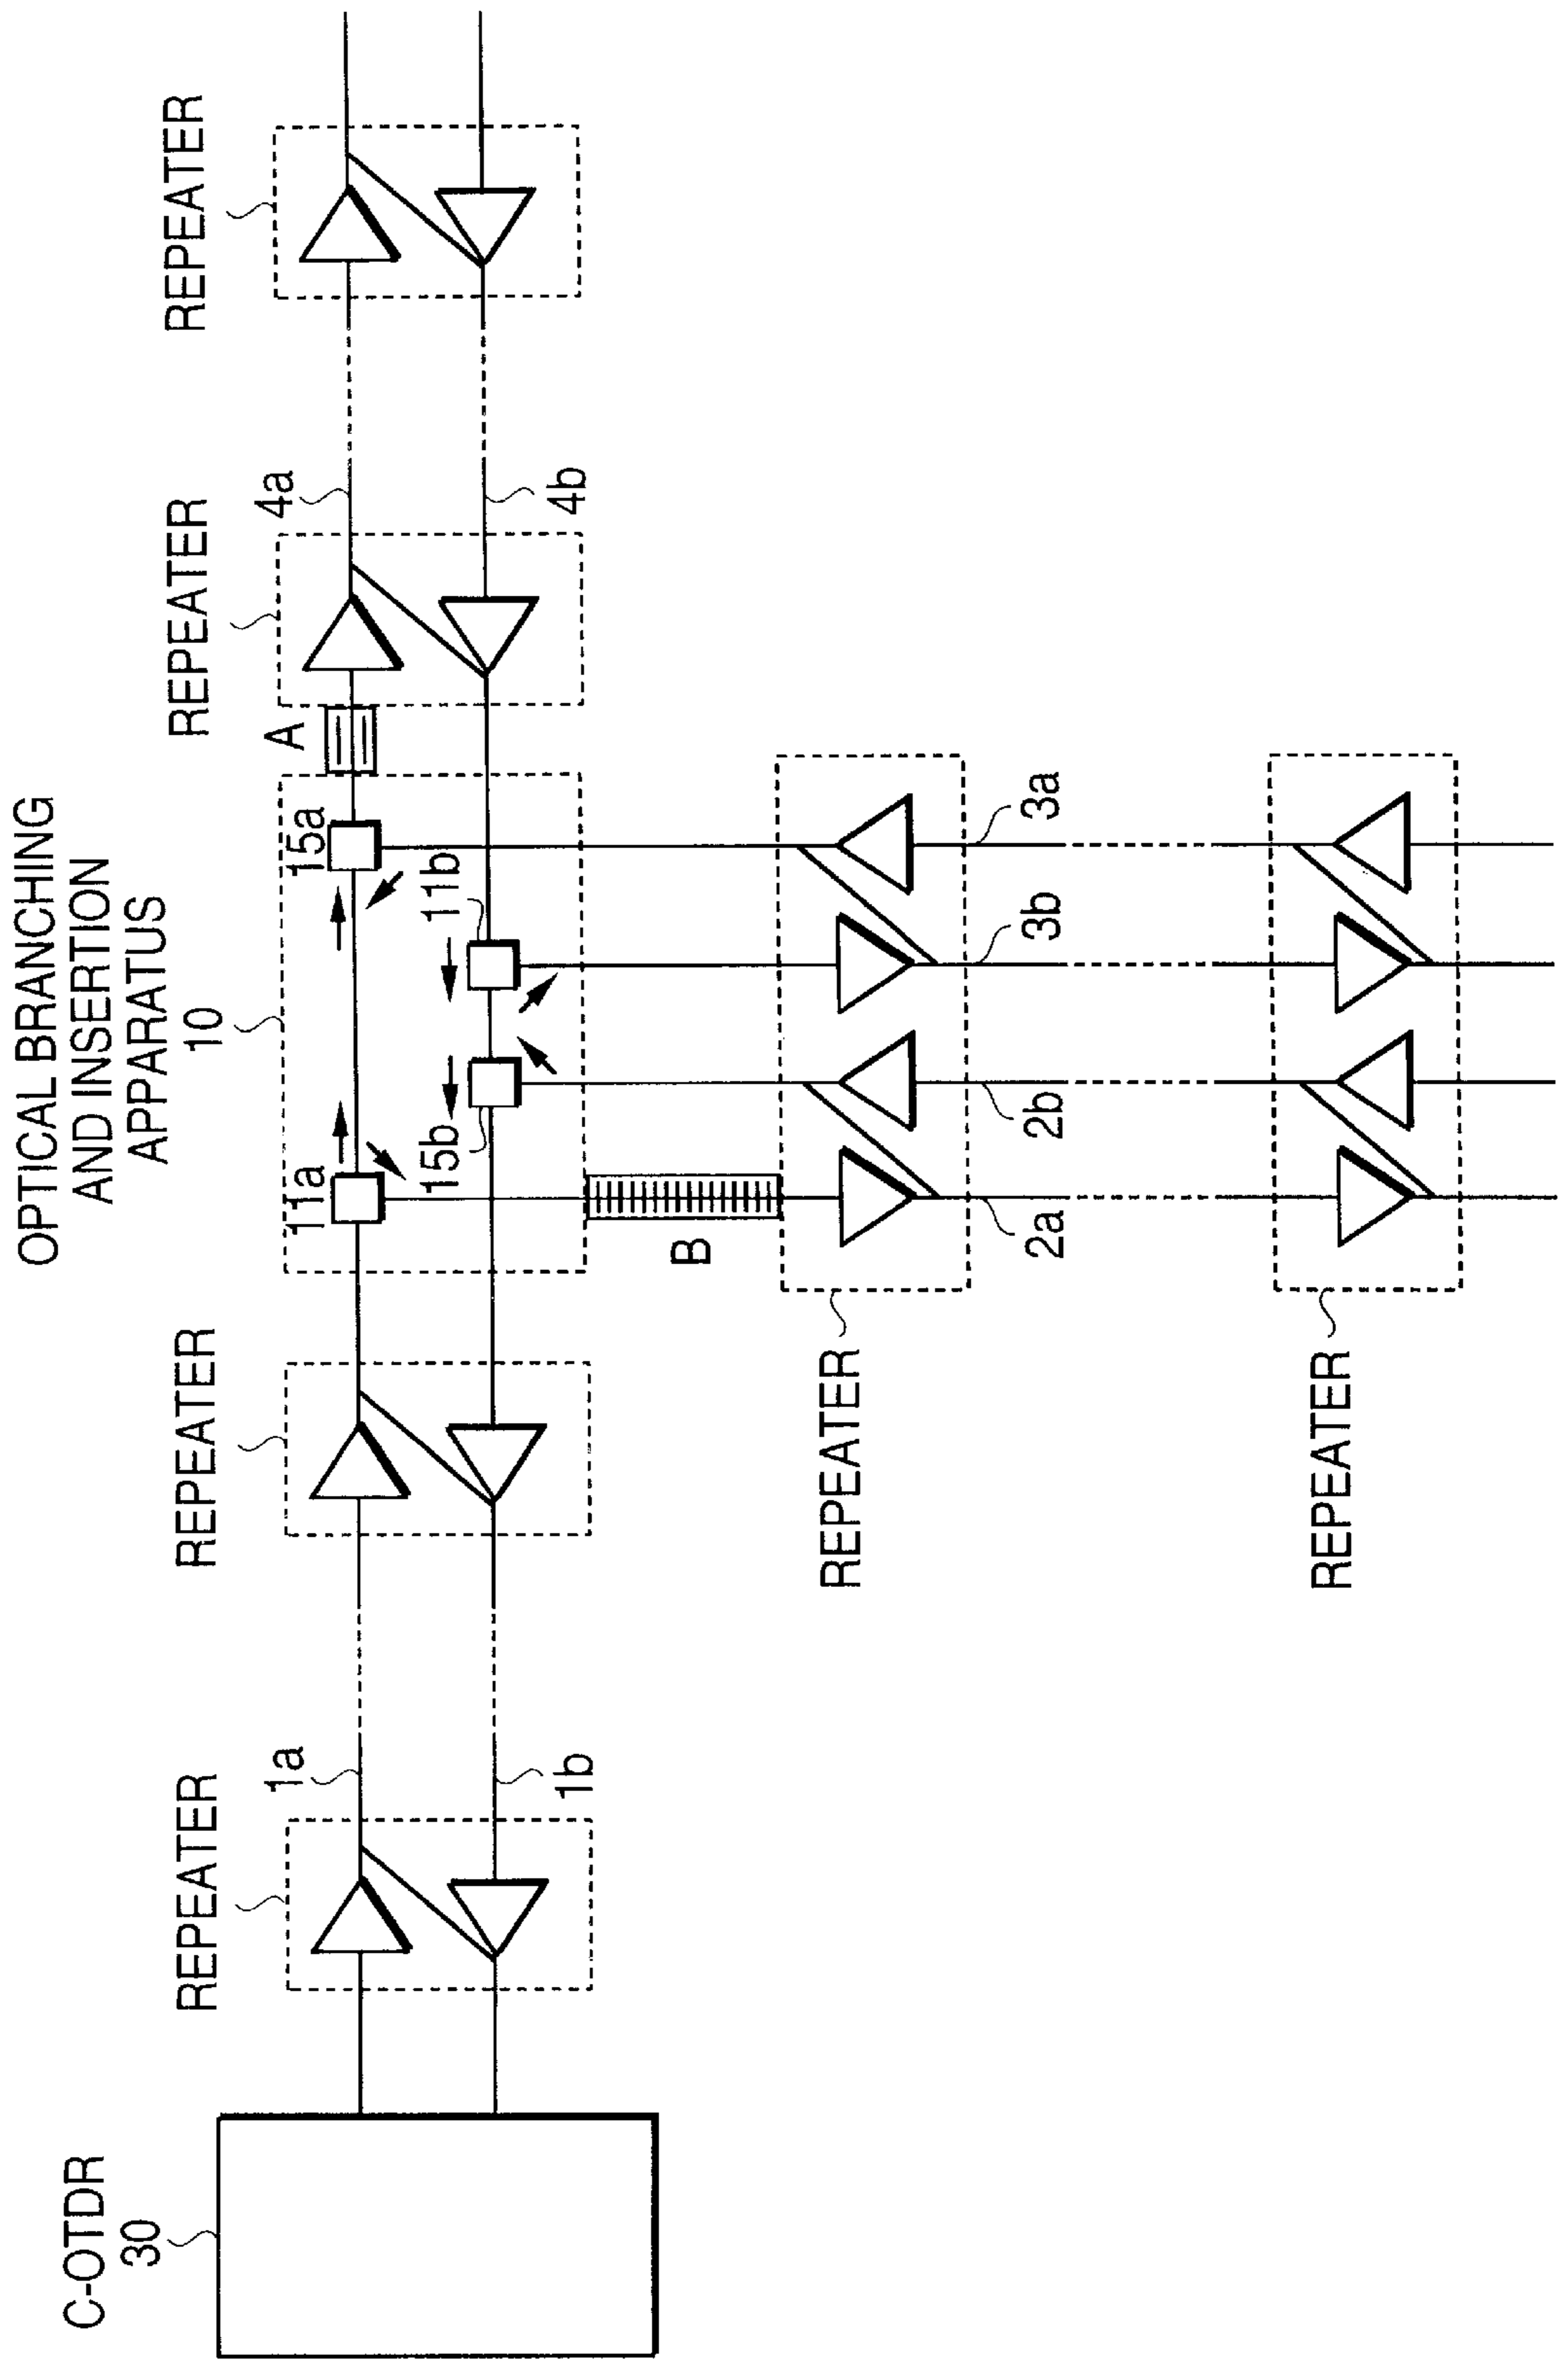 C-OTDR
30
REPEATER
1a
1b
REPEATER
OPTICAL BRANCHING
AND INSERTION
APPARATUS
10
11a
15a
15b
11b
A
B
REPEATER
4a
4b
REPEATER
REPEATER
2a
2b
3b
3a
REPEATER